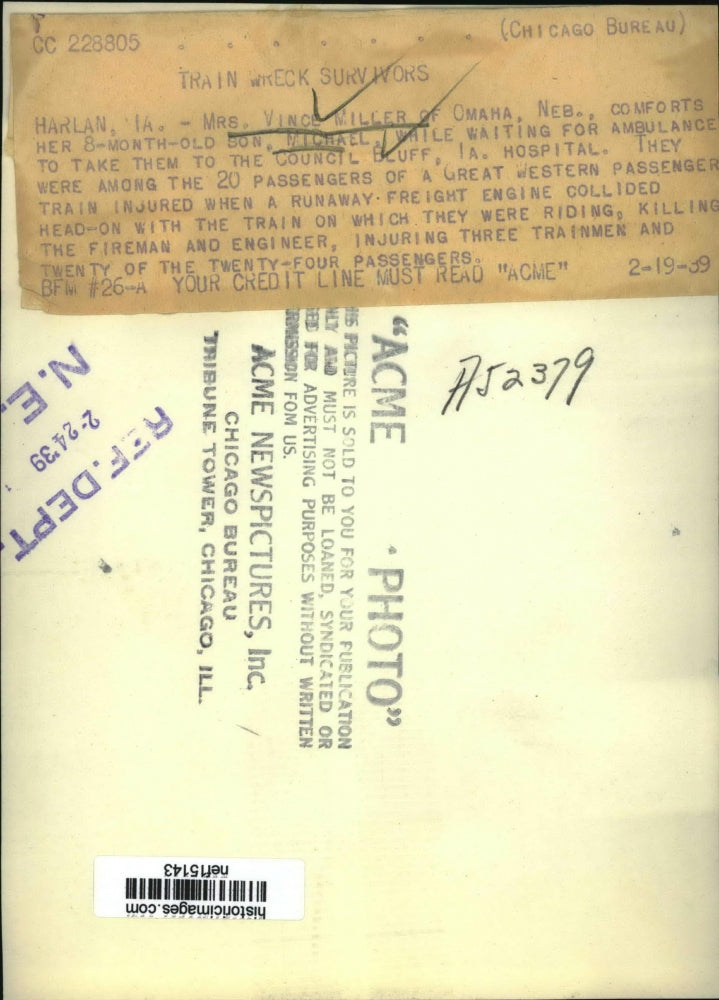 CC 228805 (CHICAGO BUREAU)
TRAIN WRECK SURVIVORS
HARLAN, IA. - MRS. VINCE MILLER OF OMAHA, NEB., COMFORTS
HER 8-MONTH-OLD SON, MICHAEL, WHILE WAITING FOR AMBULANCE
TO TAKE THEM TO THE COUNCIL BLUFF, IA. HOSPITAL. THEY
WERE AMONG THE 20 PASSENGERS OF A GREAT WESTERN PASSENGER
TRAIN INJURED WHEN A RUNAWAY FREIGHT ENGINE COLLIDED
HEAD-ON WITH THE TRAIN ON WHICH THEY WERE RIDING, KILLING
THE FIREMAN AND ENGINEER, INJURING THREE TRAINMEN AND
TWENTY OF THE TWENTY-FOUR PASSENGERS.
BFM #26-A YOUR CREDIT LINE MUST READ "ACME" 2-19-39
A52379
"ACME PHOTO"
IS PICTURE IS SOLD TO YOU FOR YOUR PUBLICATION
LY AND MUST NOT BE LOANED, SYNDICATED OR
ED FOR ADVERTISING PURPOSES WITHOUT WRITTEN
RMISSION FOM US.
ACME NEWSPICTURES, Inc.
CHICAGO BUREAU
TRIBUNE TOWER, CHICAGO, ILL.
N.E.
2-24-39
REF. DEPT.
historicimages.com
nef15143